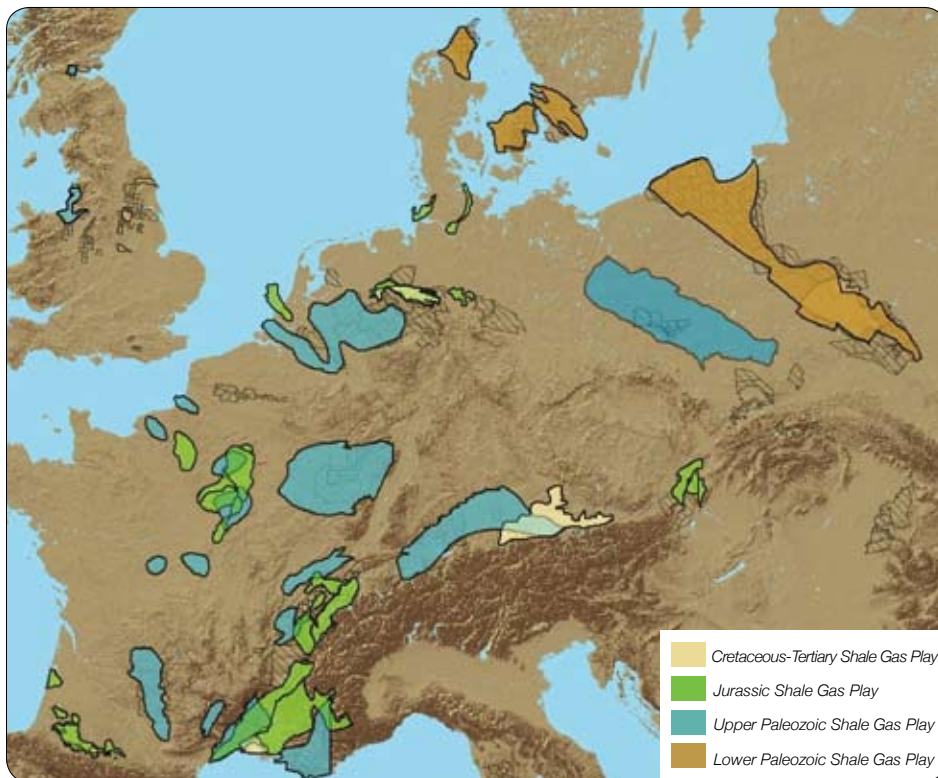 Cretaceous-Tertiary Shale Gas Play
Jurassic Shale Gas Play
Upper Paleozoic Shale Gas Play
Lower Paleozoic Shale Gas Play